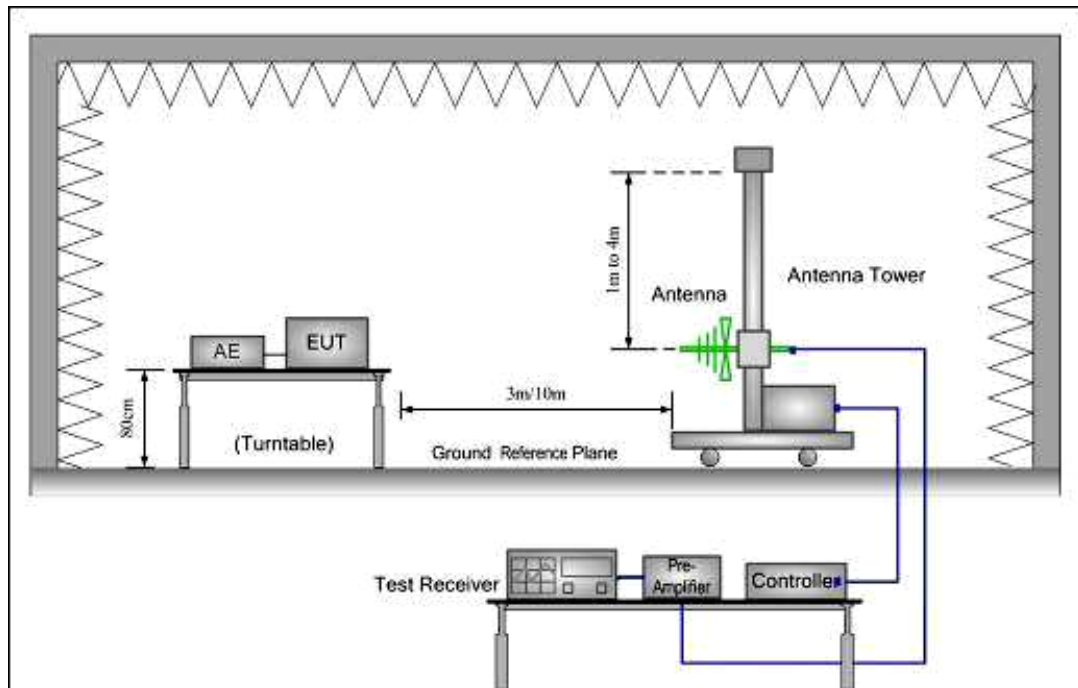 1m to 4m
Antenna
Antenna Tower
AE
EUT
80cm
3m/10m
(Turntable)
Ground Reference Plane
Test Receiver
Pre-
Amplifier
Controller